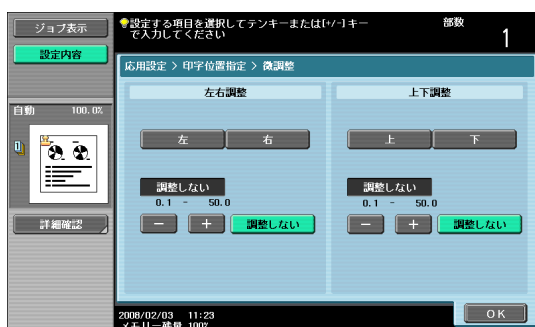 ジョブ表示
設定内容
設定する項目を選択してテンキーまたは[+/-]キー
で入力してください
部数
1
応用設定 > 印字位置指定 > 微調整
自動 100.0%
1
詳細確認
左右調整
左 右
調整しない
0.1 - 50.0
- + 調整しない
上下調整
上 下
調整しない
0.1 - 50.0
- + 調整しない
2008/02/03 11:23
メモリー残量 100%
OK